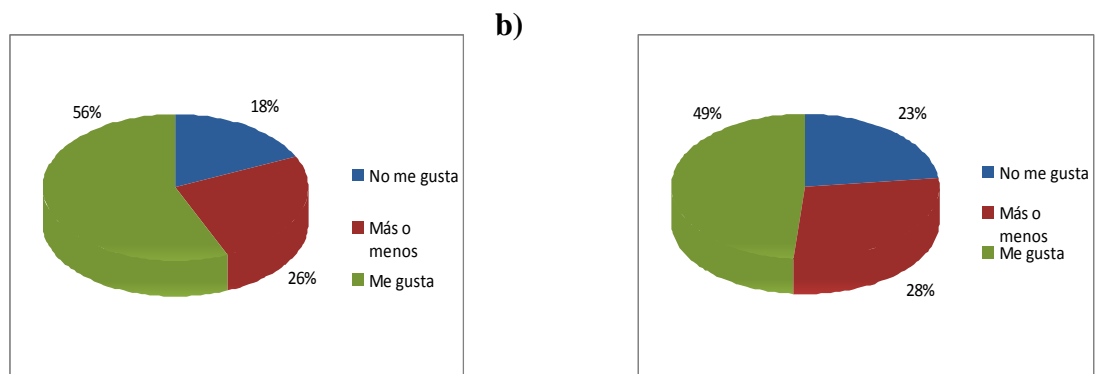 b)
56%
18%
26%
No me gusta
Más o
menos
Me gusta
49%
23%
28%
No me gusta
Más o
menos
Me gusta